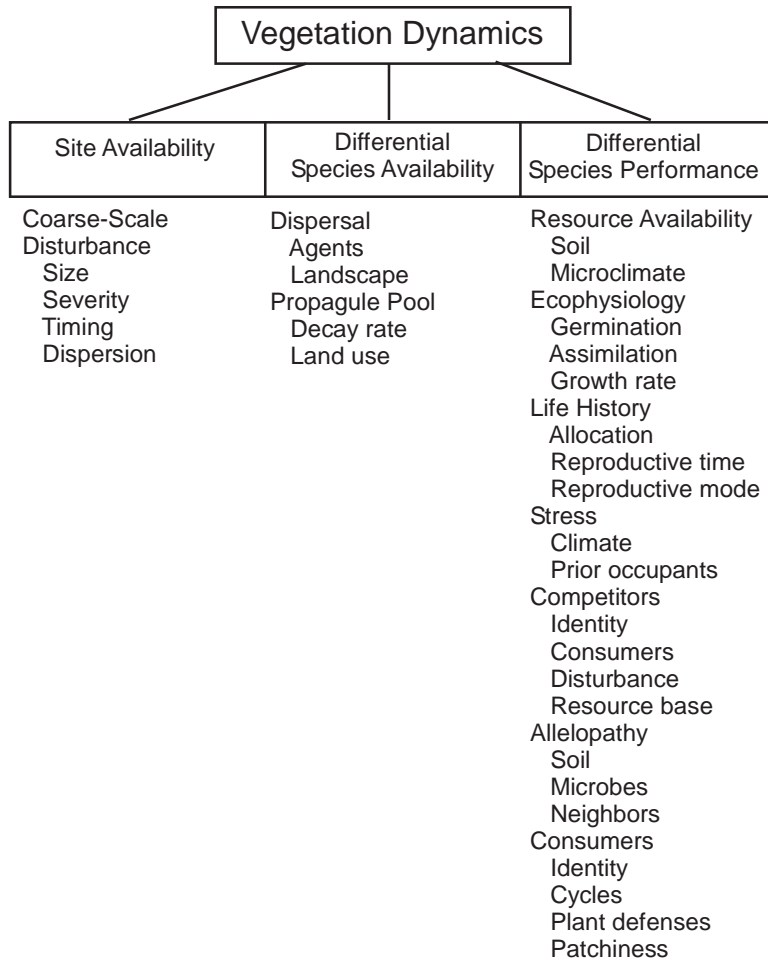 Vegetation Dynamics
Site Availability
Differential
Species Availability
Differential
Species Performance
Coarse-Scale
Disturbance
Size
Severity
Timing
Dispersion
Dispersal
Agents
Landscape
Propagule Pool
Decay rate
Land use
Resource Availability
Soil
Microclimate
Ecophysiology
Germination
Assimilation
Growth rate
Life History
Allocation
Reproductive time
Reproductive mode
Stress
Climate
Prior occupants
Competitors
Identity
Consumers
Disturbance
Resource base
Allelopathy
Soil
Microbes
Neighbors
Consumers
Identity
Cycles
Plant defenses
Patchiness